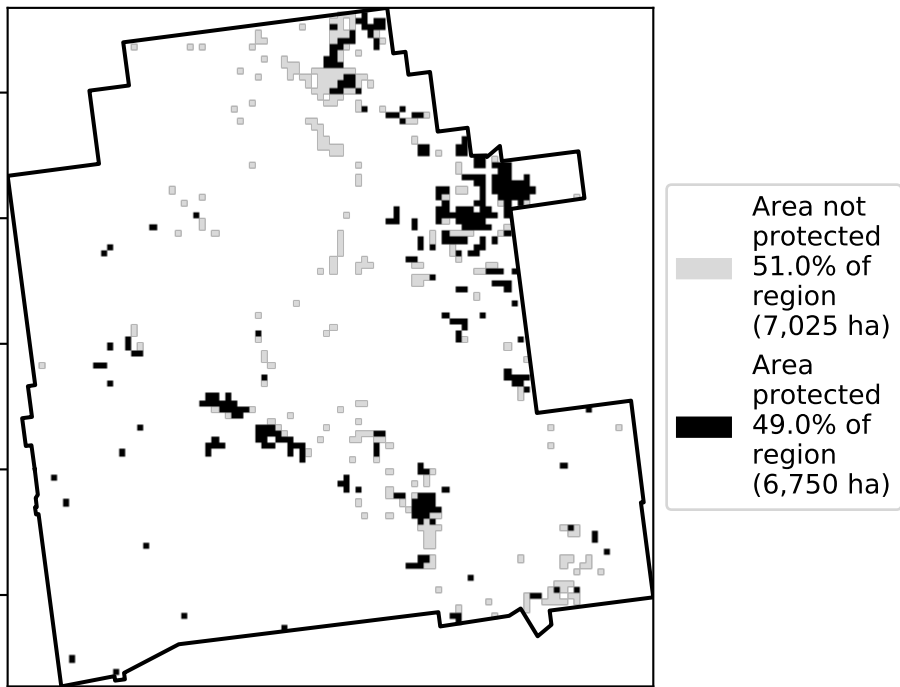 Area not
protected
51.0% of
region
(7,025 ha)
Area
protected
49.0% of
region
(6,750 ha)